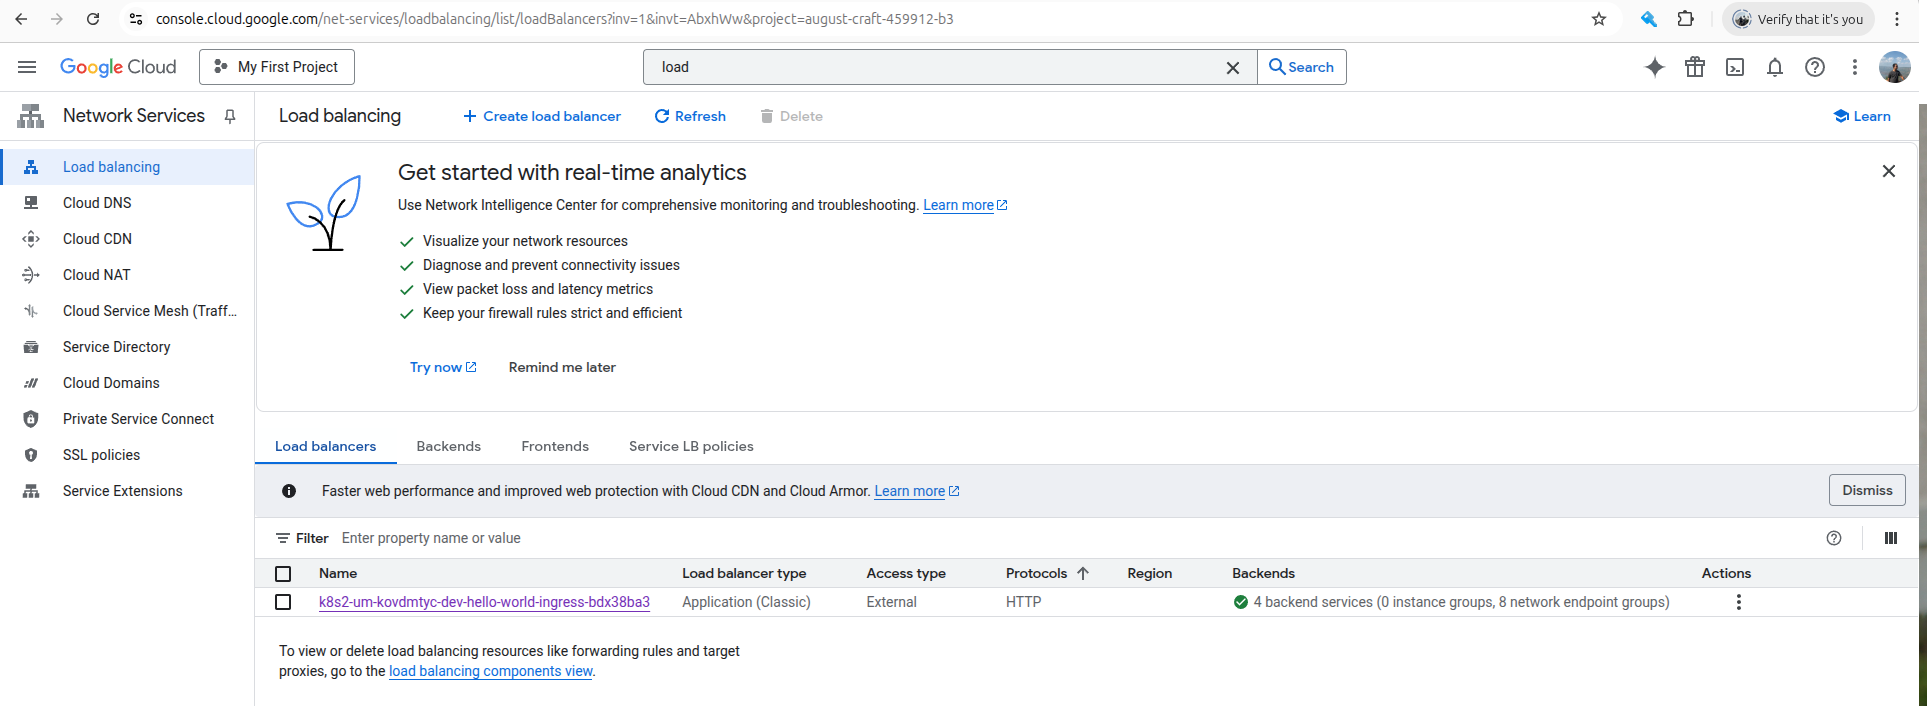 console.cloud.google.com/net-services/loadbalancing/list/loadBalancers?inv=1&invt=AbxhWw&project=august-craft-459912-b3
Verify that it's you
Google Cloud
My First Project
load
Search
Network Services
Load balancing
Create load balancer
Refresh
Delete
Learn
Load balancing
Cloud DNS
Cloud CDN
Cloud NAT
Cloud Service Mesh (Traff...
Service Directory
Cloud Domains
Private Service Connect
SSL policies
Service Extensions
Get started with real-time analytics
Use Network Intelligence Center for comprehensive monitoring and troubleshooting. Learn more
Visualize your network resources
Diagnose and prevent connectivity issues
View packet loss and latency metrics
Keep your firewall rules strict and efficient
Try now
Remind me later
Load balancers
Backends
Frontends
Service LB policies
Faster web performance and improved web protection with Cloud CDN and Cloud Armor. Learn more
Dismiss
Filter
Enter property name or value
Name
Load balancer type
Access type
Protocols
Region
Backends
Actions
k8s2-um-kovdmtyc-dev-hello-world-ingress-bdx38ba3
Application (Classic)
External
HTTP
4 backend services (0 instance groups, 8 network endpoint groups)
To view or delete load balancing resources like forwarding rules and target
proxies, go to the load balancing components view.